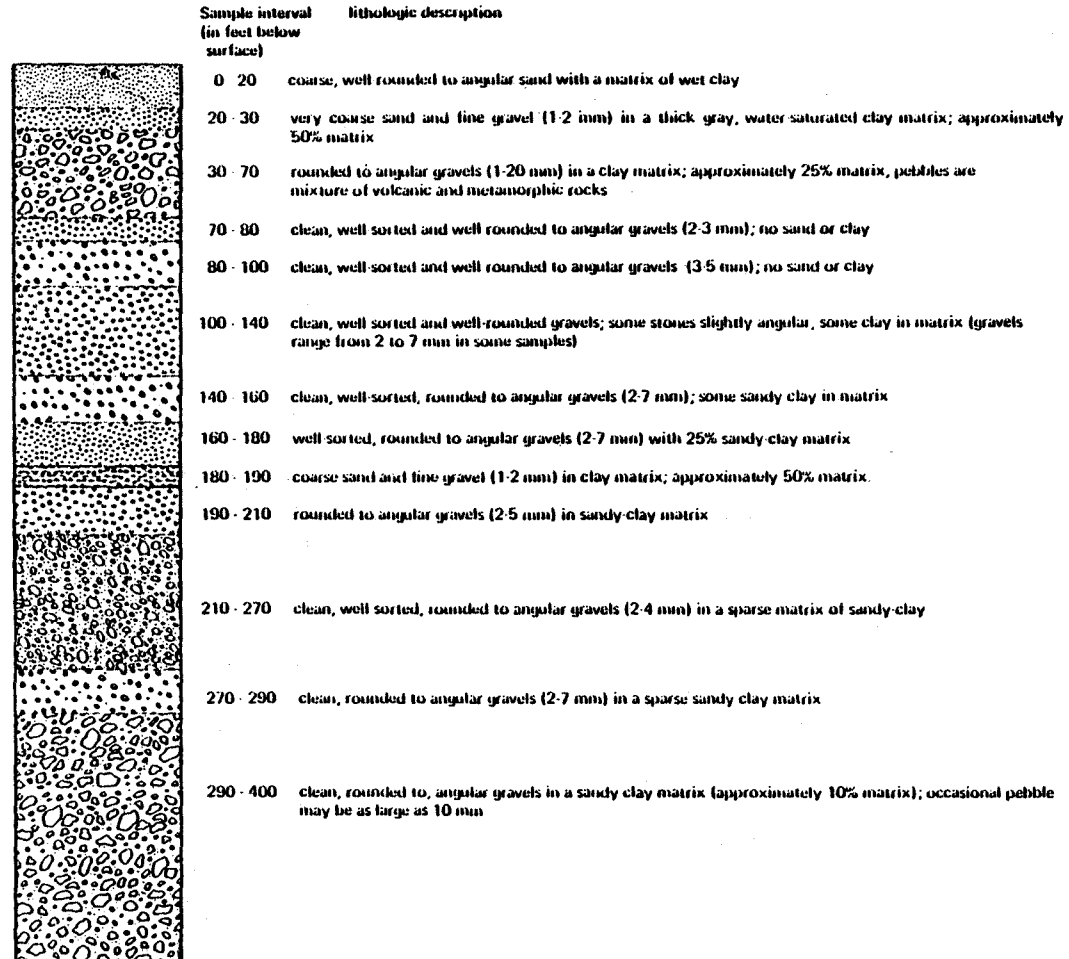 Sample interval lithologic description
(in feet below
surface)
0 20 coarse, well rounded to angular sand with a matrix of wet clay
20 - 30 very coarse sand and fine gravel (1-2 mm) in a thick gray, water-saturated clay matrix; approximately
50% matrix
30 - 70 rounded to angular gravels (1-20 mm) in a clay matrix; approximately 25% matrix, pebbles are
mixture of volcanic and metamorphic rocks
70 - 80 clean, well sorted and well rounded to angular gravels (2-3 mm); no sand or clay
80 - 100 clean, well-sorted and well rounded to angular gravels (3-5 mm); no sand or clay
100 - 140 clean, well sorted and well-rounded gravels; some stones slightly angular, some clay in matrix (gravels
range from 2 to 7 mm in some samples)
140 - 160 clean, well-sorted, rounded to angular gravels (2-7 mm); some sandy clay in matrix
160 - 180 well-sorted, rounded to angular gravels (2-7 mm) with 25% sandy-clay matrix
180 - 190 coarse sand and fine gravel (1-2 mm) in clay matrix; approximately 50% matrix.
190 - 210 rounded to angular gravels (2-5 mm) in sandy-clay matrix
210 - 270 clean, well sorted, rounded to angular gravels (2-4 mm) in a sparse matrix of sandy-clay
270 - 290 clean, rounded to angular gravels (2-7 mm) in a sparse sandy clay matrix
290 - 400 clean, rounded to, angular gravels in a sandy clay matrix (approximately 10% matrix); occasional pebble
may be as large as 10 mm